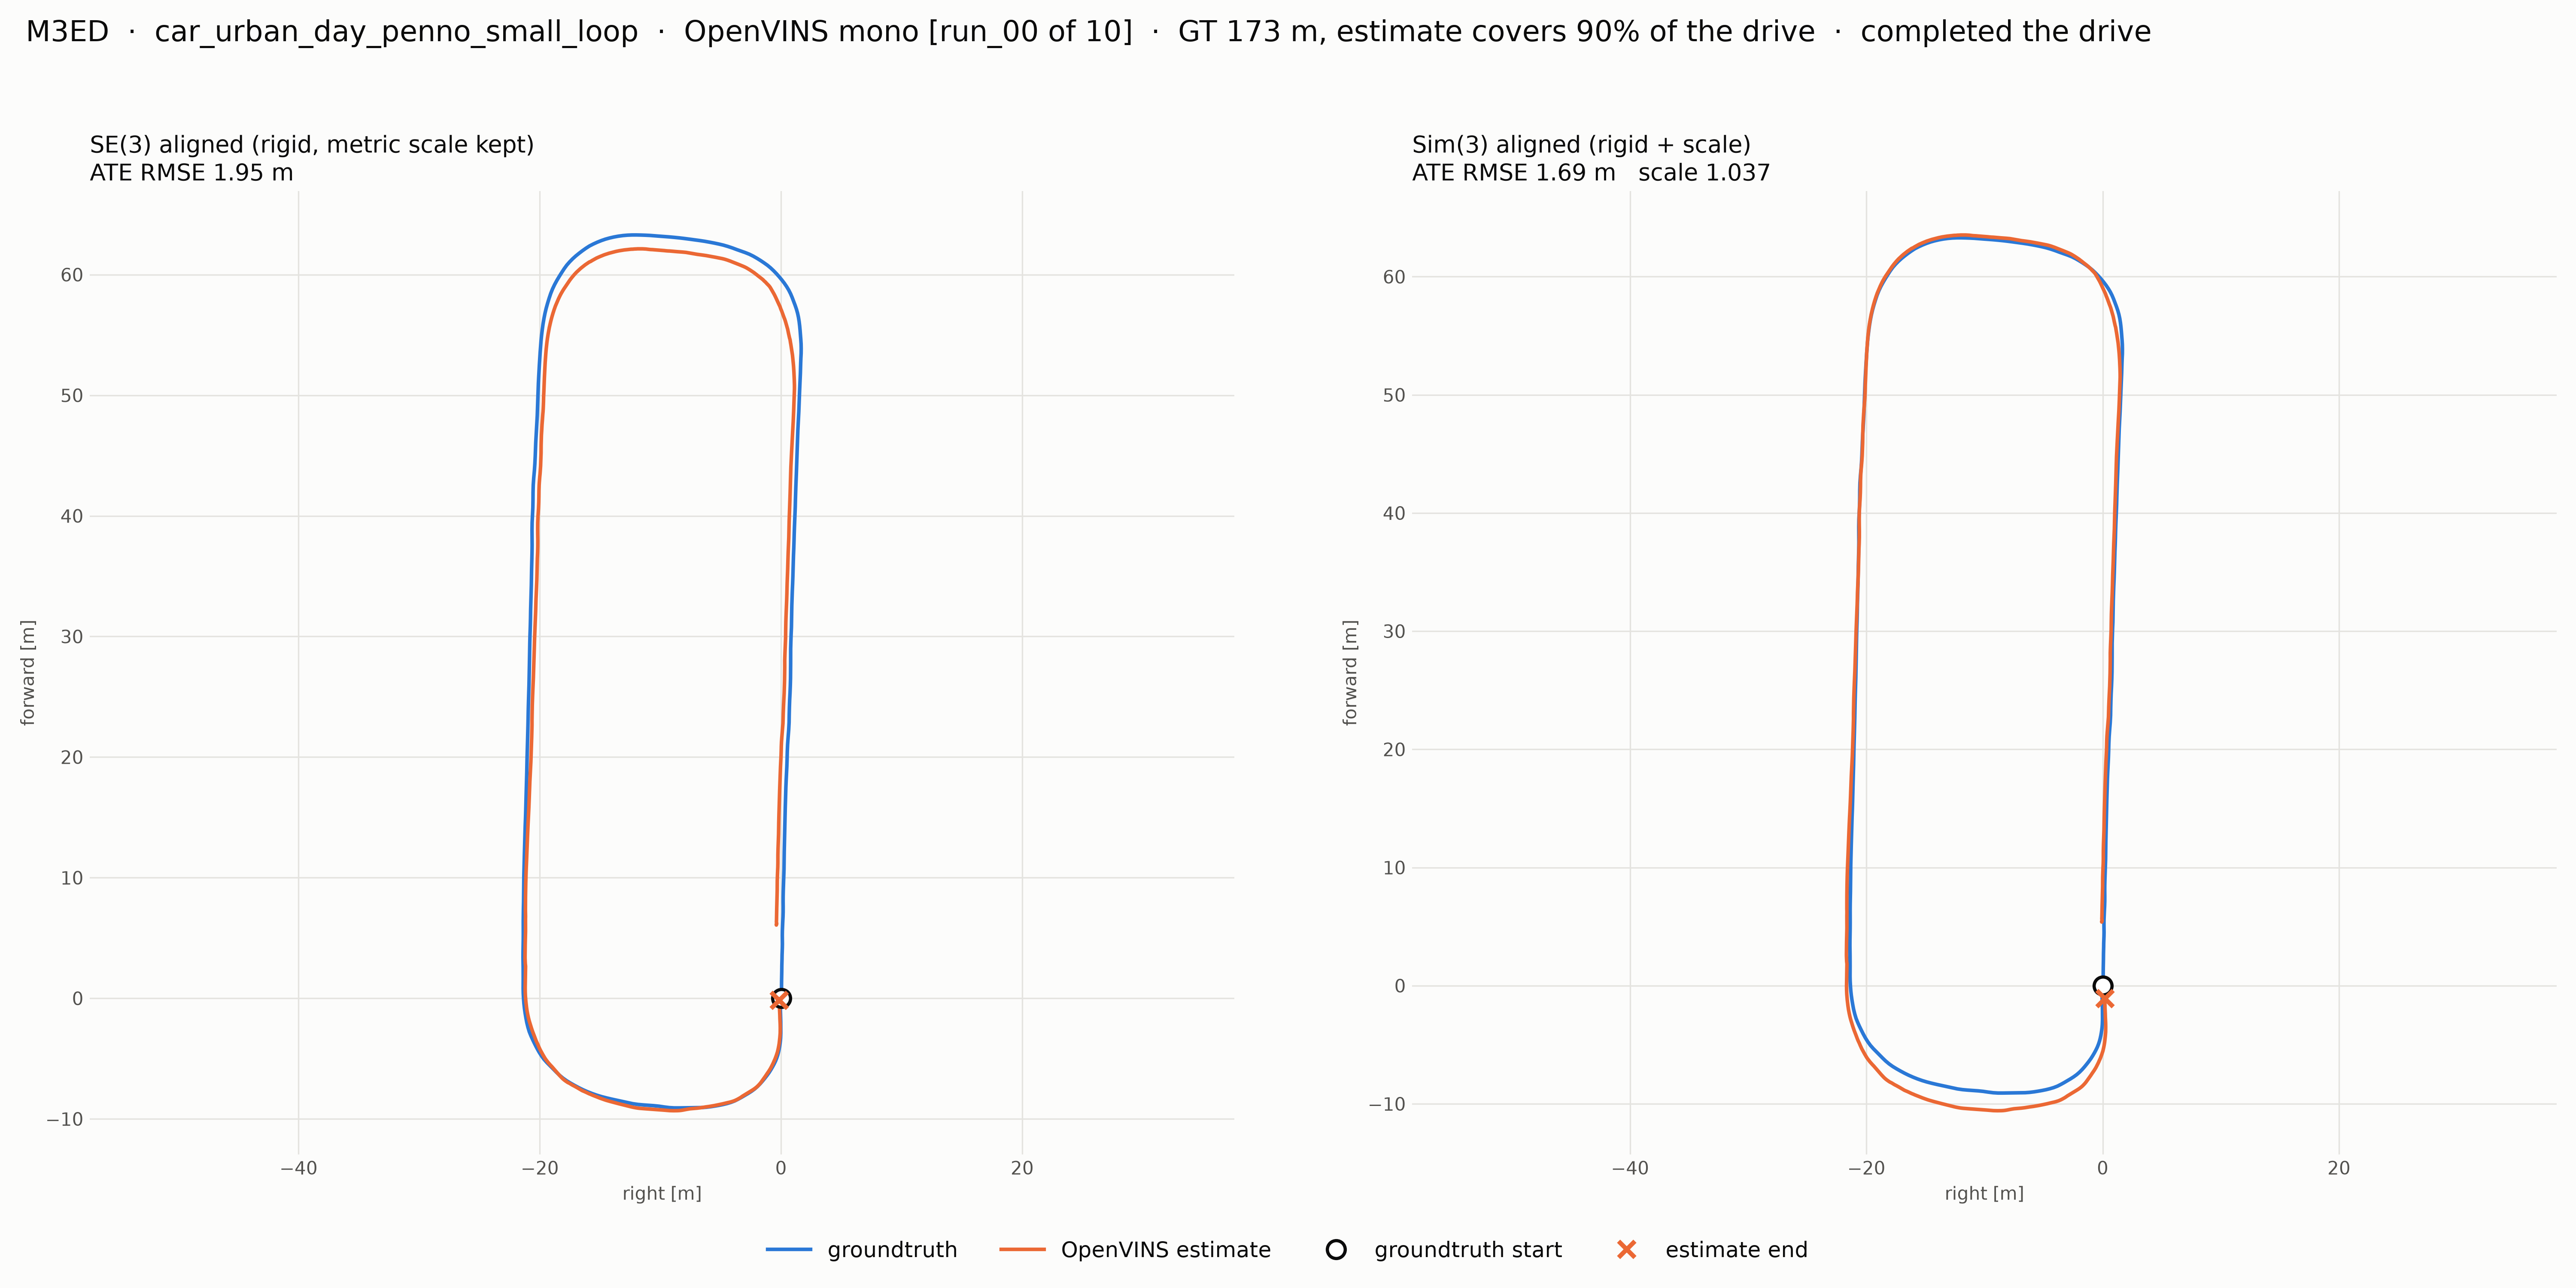 M3ED · car_urban_day_penno_small_loop · OpenVINS mono [run_00 of 10] · GT 173 m, estimate covers 90% of the drive · completed the drive
SE(3) aligned (rigid, metric scale kept)
ATE RMSE 1.95 m
60
50
40
30
20
10
0
−10
−40
−20
0
20
forward [m]
right [m]
Sim(3) aligned (rigid + scale)
ATE RMSE 1.69 m scale 1.037
60
50
40
30
20
10
0
−10
−40
−20
0
20
forward [m]
right [m]
groundtruth
OpenVINS estimate
groundtruth start
estimate end